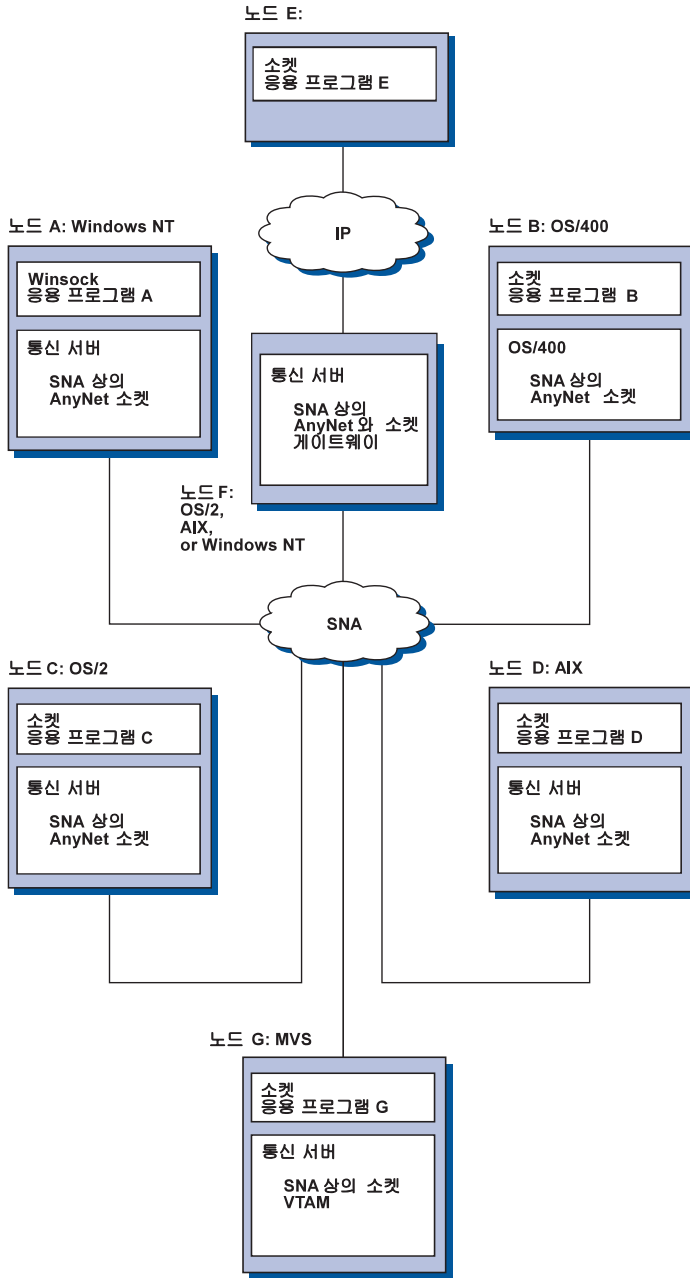 노드 E:
소켓
응용 프로그램 E
IP
노드 A: Windows NT
Winsock
응용 프로그램 A
통신 서버
SNA 상의
AnyNet 소켓
통신 서버
SNA 상의
AnyNet 와 소켓
게이트웨이
노드 F:
OS/2,
AIX,
or Windows NT
노드 B: OS/400
소켓
응용 프로그램 B
OS/400
SNA 상의
AnyNet 소켓
SNA
노드 C: OS/2
소켓
응용 프로그램 C
통신 서버
SNA 상의
AnyNet 소켓
노드 D: AIX
소켓
응용 프로그램 D
통신 서버
SNA 상의
AnyNet 소켓
노드 G: MVS
소켓
응용 프로그램 G
통신 서버
SNA 상의 소켓
VTAM